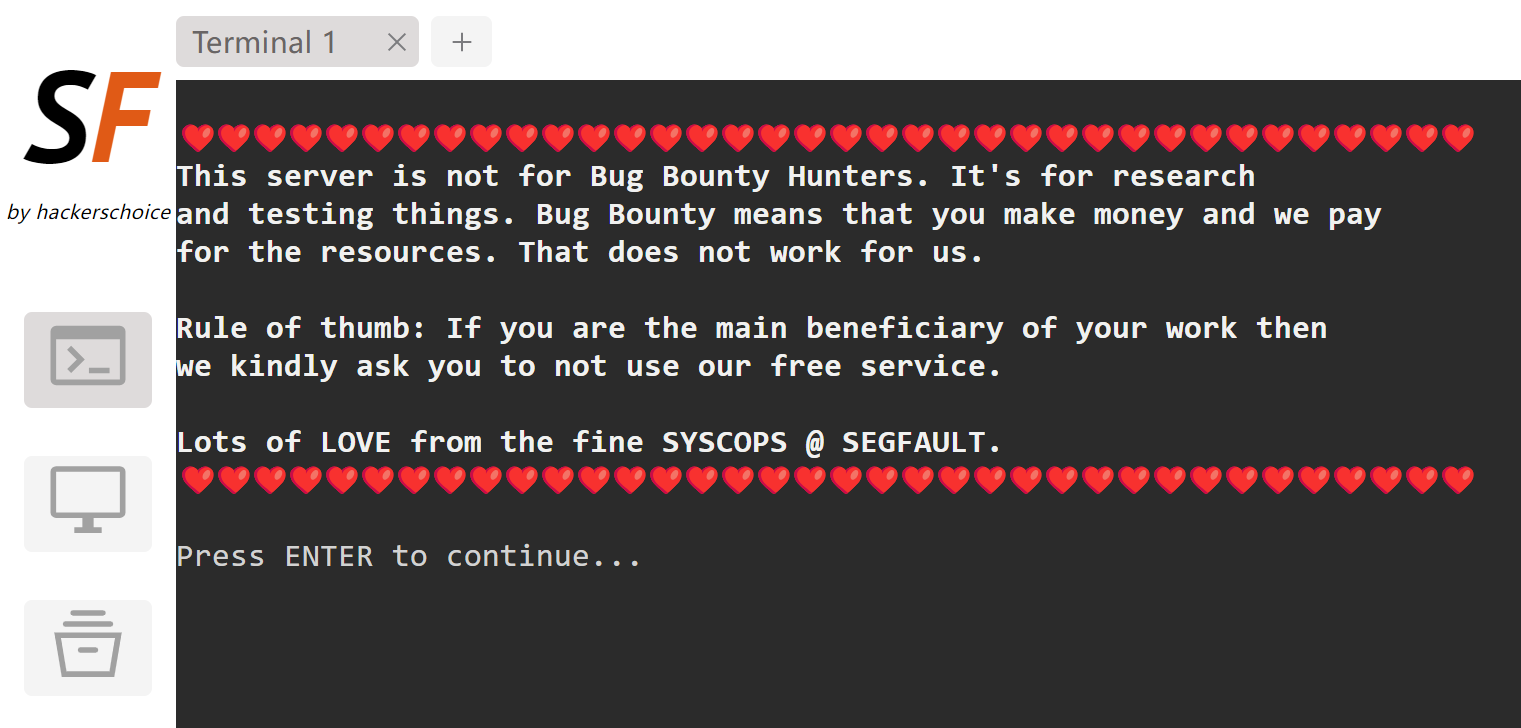 Terminal 1
SF
by hackerschoice
❤️❤️❤️❤️❤️❤️❤️❤️❤️❤️❤️❤️❤️❤️❤️❤️❤️❤️❤️❤️❤️❤️❤️❤️❤️❤️❤️❤️❤️❤️❤️❤️❤️❤️❤️❤️
This server is not for Bug Bounty Hunters. It's for research
and testing things. Bug Bounty means that you make money and we pay
for the resources. That does not work for us.
Rule of thumb: If you are the main beneficiary of your work then
we kindly ask you to not use our free service.
Lots of LOVE from the fine SYSCOPS @ SEGFAULT.
❤️❤️❤️❤️❤️❤️❤️❤️❤️❤️❤️❤️❤️❤️❤️❤️❤️❤️❤️❤️❤️❤️❤️❤️❤️❤️❤️❤️❤️❤️❤️❤️❤️❤️❤️❤️
Press ENTER to continue...